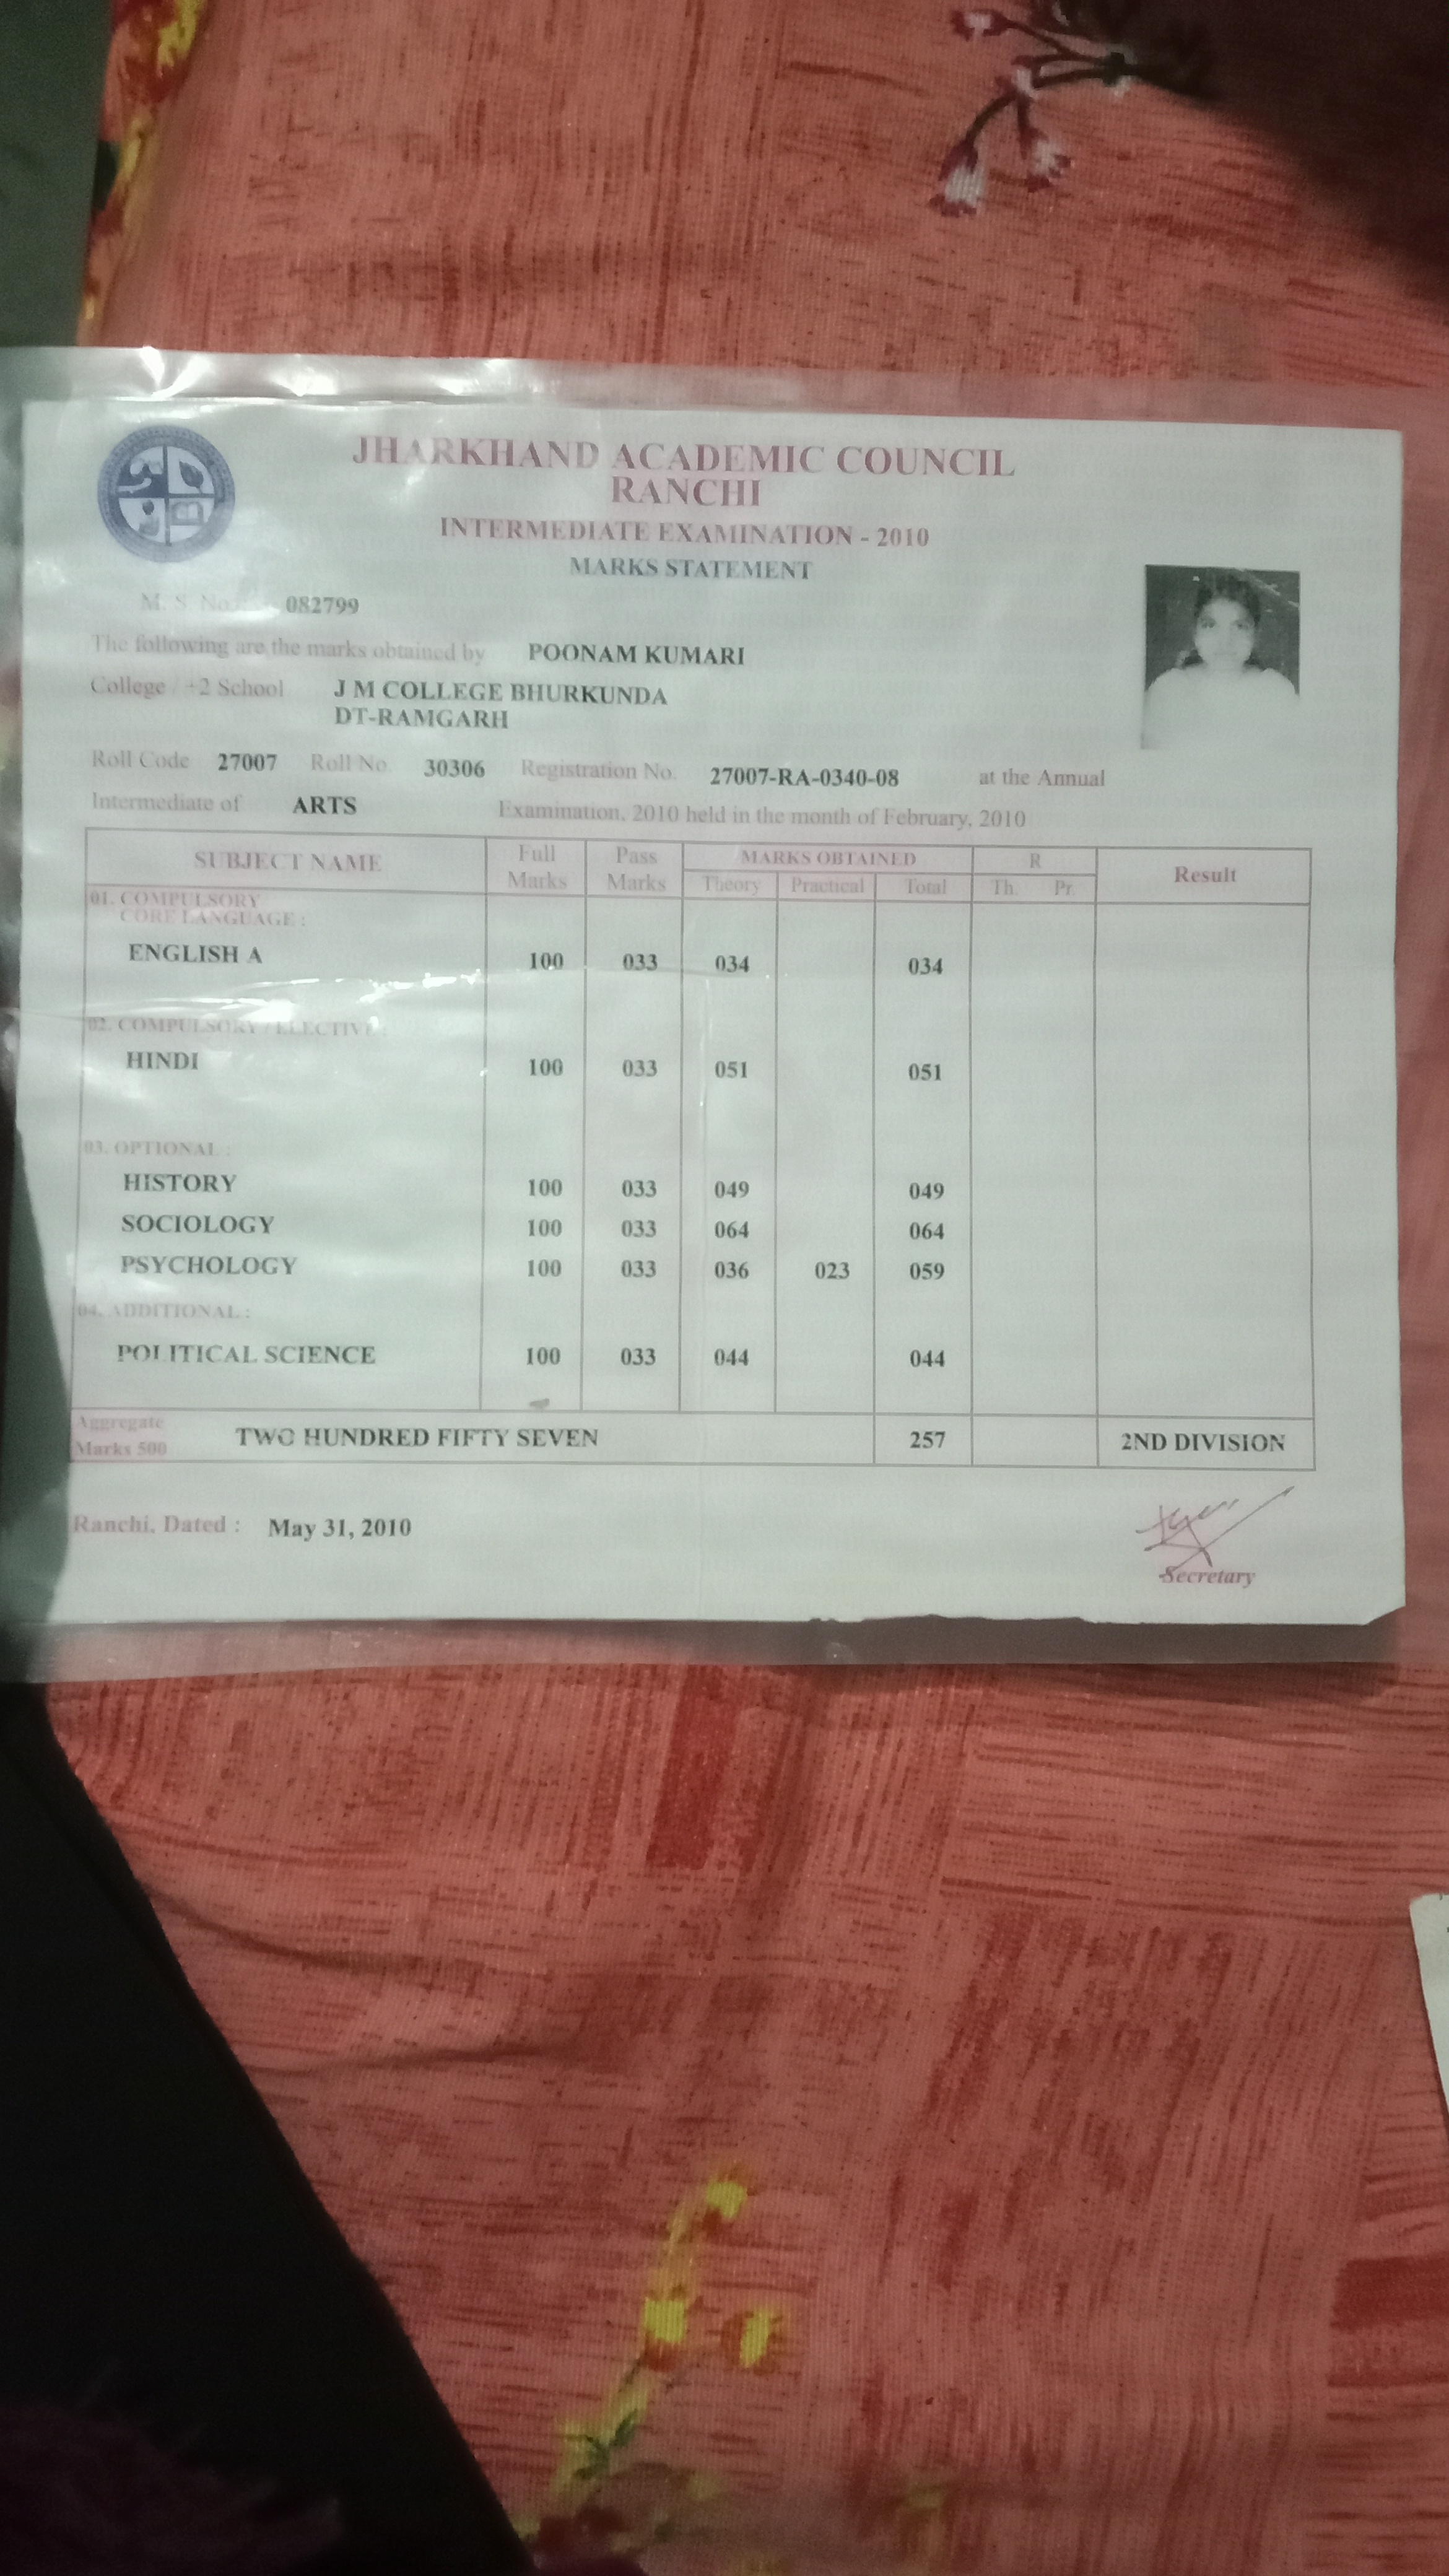 JHARKHAND ACADEMIC COUNCIL
RANCHI
INTERMEDIATE EXAMINATION - 2010
MARKS STATEMENT
M. S. No. 082799
The following are the marks obtained by POONAM KUMARI
College / +2 School J M COLLEGE BHURKUNDA
DT-RAMGARH
Roll Code 27007 Roll No. 30306 Registration No. 27007-RA-0340-08 at the Annual
Intermediate of ARTS Examination, 2010 held in the month of February, 2010
SUBJECT NAME Full Marks Pass Marks MARKS OBTAINED R Result
Theory Practical Total Th. Pr.
01. COMPULSORY
CORE LANGUAGE :
ENGLISH A 100 033 034 034
02. COMPULSORY / ELECTIVE :
HINDI 100 033 051 051
03. OPTIONAL :
HISTORY 100 033 049 049
SOCIOLOGY 100 033 064 064
PSYCHOLOGY 100 033 036 023 059
04. ADDITIONAL :
POLITICAL SCIENCE 100 033 044 044
Aggregate
Marks 500 TWO HUNDRED FIFTY SEVEN 257 2ND DIVISION
Ranchi, Dated : May 31, 2010
Secretary